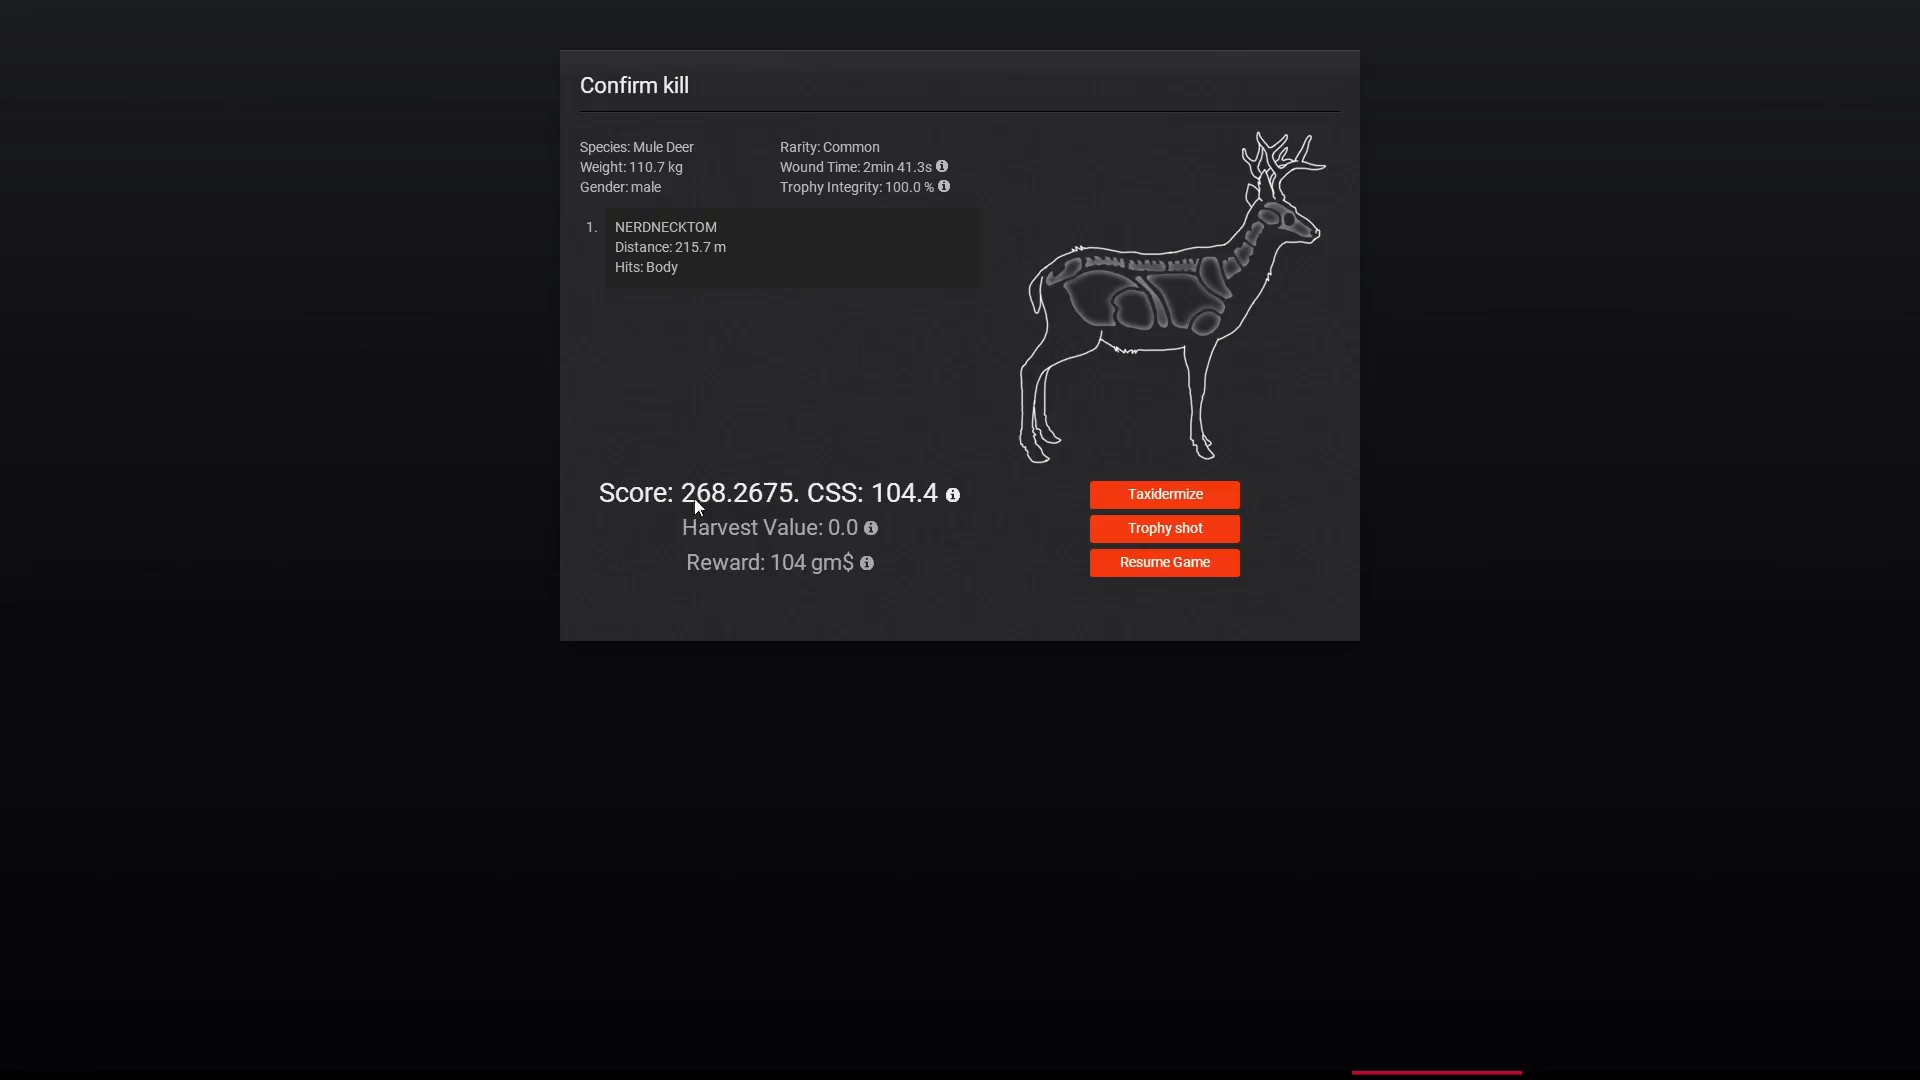 Confirm kill
Species: Mule Deer
Weight: 110.7 kg
Gender: male
Rarity: Common
Wound Time: 2min 41.3s
Trophy Integrity: 100.0 %
1. NERDNECKTOM
Distance: 215.7 m
Hits: Body
Score: 268.2675. CSS: 104.4
Harvest Value: 0.0
Reward: 104 gm$
Taxidermize
Trophy shot
Resume Game